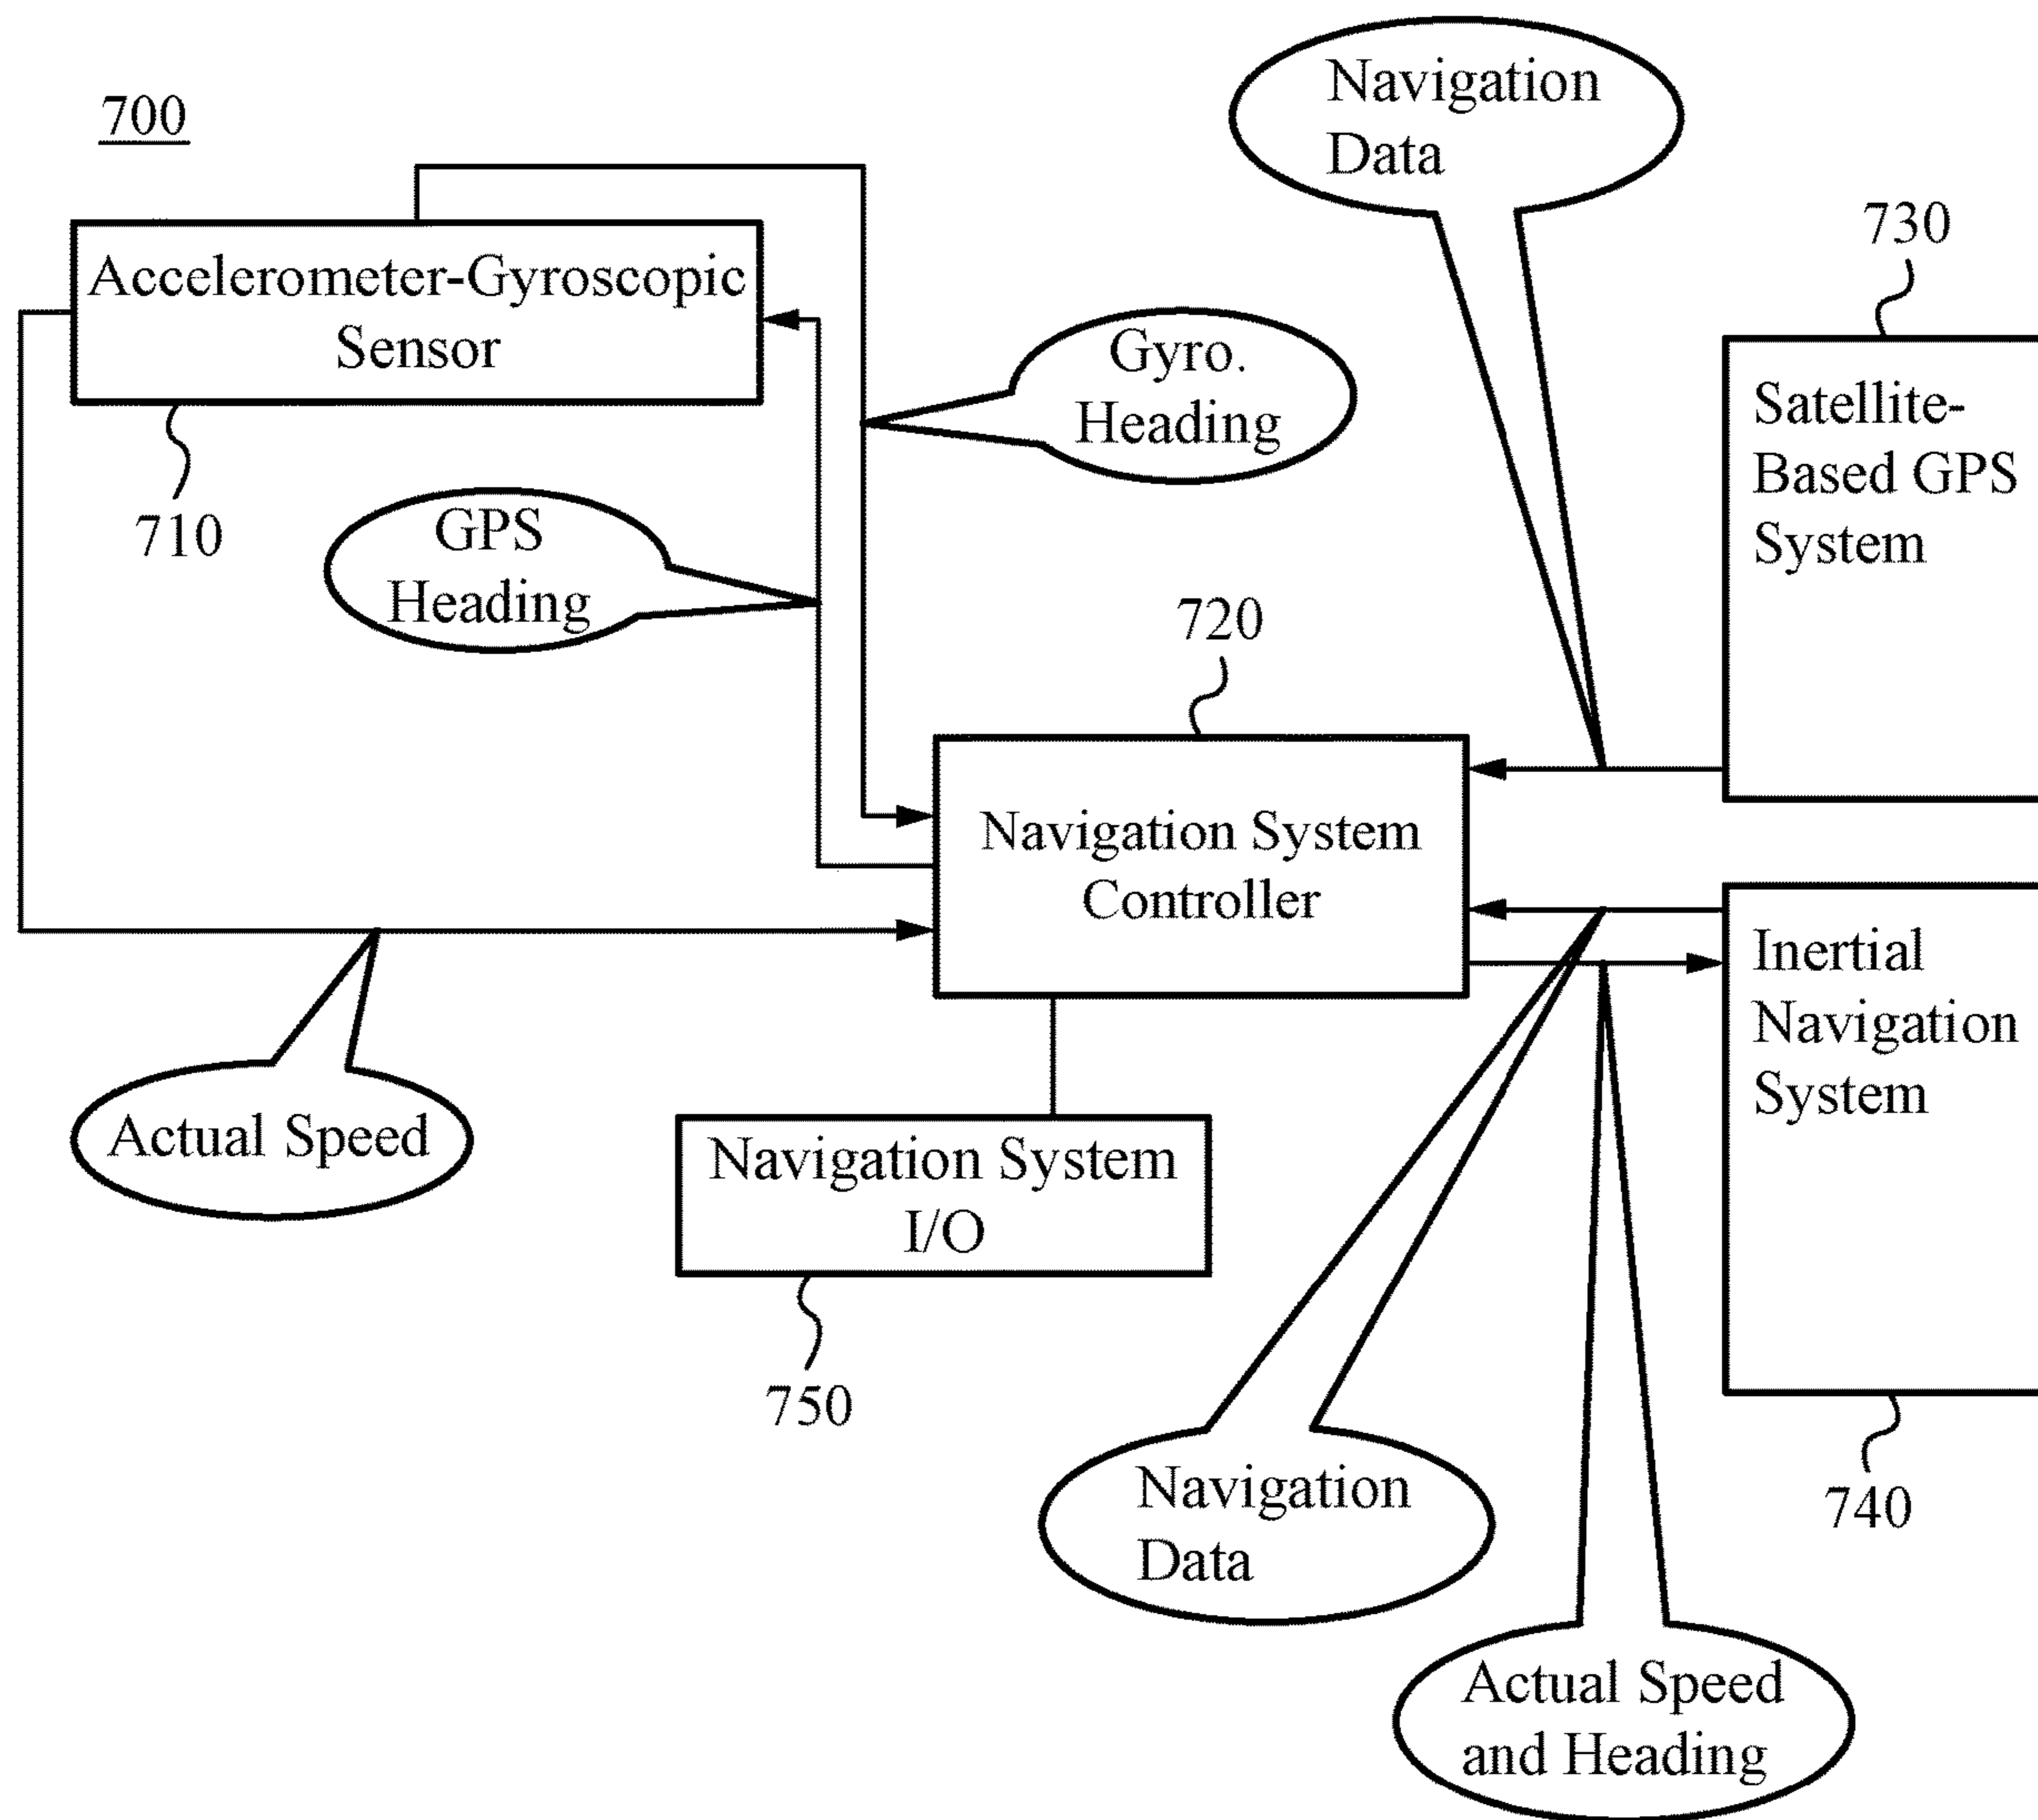 700
Navigation
Data
730
Accelerometer-Gyroscopic
Sensor
Gyro.
Heading
Satellite-
Based GPS
System
710
GPS
Heading
720
Navigation System
Controller
Inertial
Navigation
System
Actual Speed
Navigation System
I/O
750
Navigation
Data
740
Actual Speed
and Heading